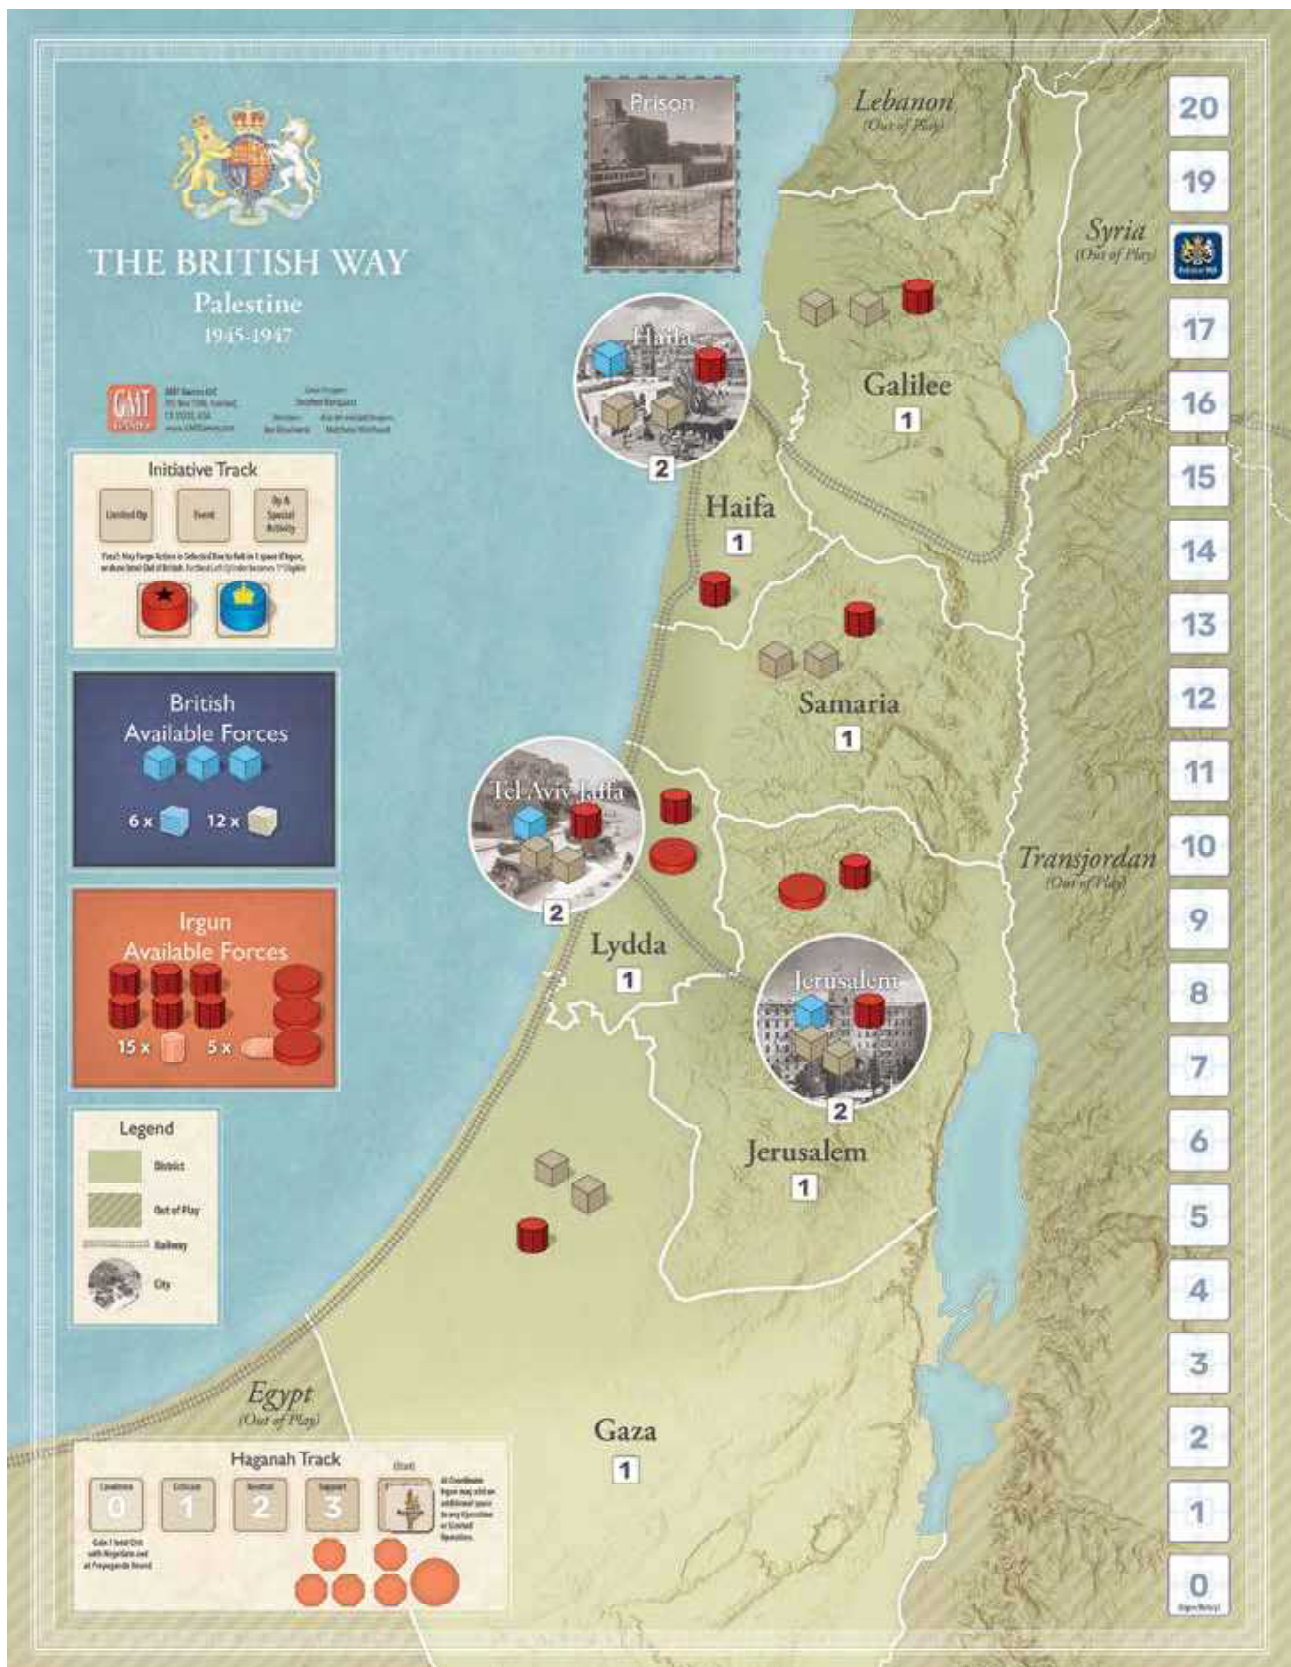 Prison
Lebanon
(Out of Play)
20
19
Syria
(Out of Play)
THE BRITISH WAY
Palestine
1945-1947
17
Haifa
Galilee
1
16
GMT
2
Initiative Track
Limited Op
Event
Op &
Special
Activity
15
Haifa
1
14
13
British
Available Forces
6 x
12 x
Samaria
1
12
11
Tel Aviv Jaffa
2
10
Transjordan
(Out of Play)
Irgun
Available Forces
15 x
5 x
9
Lydda
1
Jerusalem
2
8
7
Legend
District
Out of Play
Railway
City
6
Jerusalem
1
5
4
3
Egypt
(Out of Play)
Gaza
1
2
Haganah Track
0
1
2
Support
3
(Start)
1
0